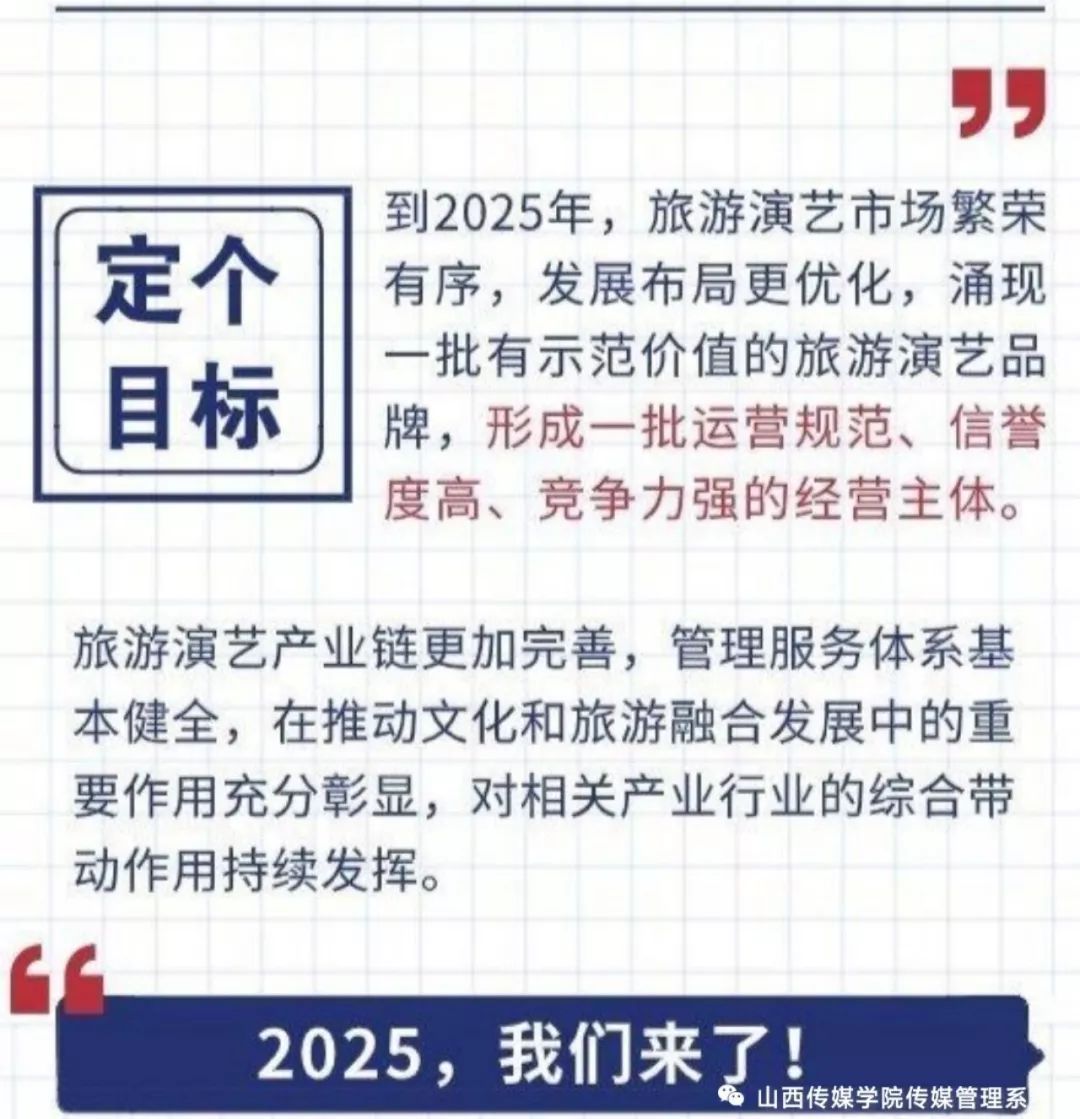 定个
目标
到2025年，旅游演艺市场繁荣
有序，发展布局更优化，涌现
一批有示范价值的旅游演艺品
牌，形成一批运营规范、信誉
度高、竞争力强的经营主体。
旅游演艺产业链更加完善，管理服务体系基
本健全，在推动文化和旅游融合发展中的重
要作用充分彰显，对相关产业行业的综合带
动作用持续发挥。
2025，我们来了！
山西传媒学院传媒管理系